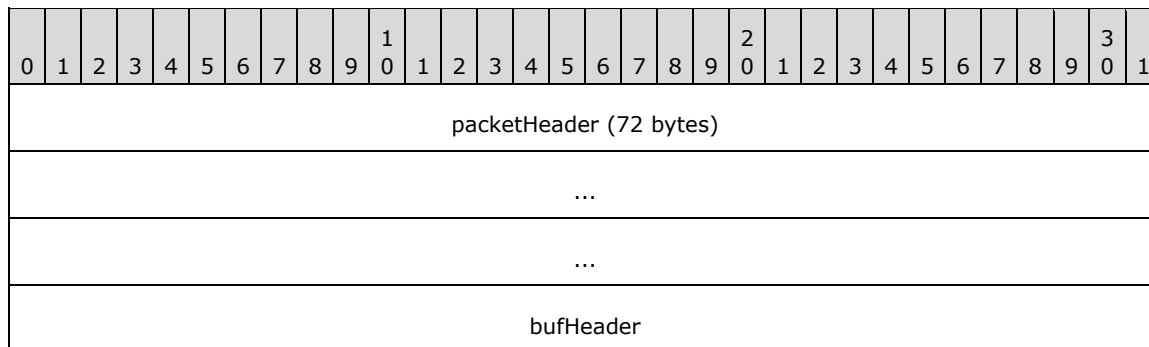 1 2 3
0 1 2 3 4 5 6 7 8 9 0 1 2 3 4 5 6 7 8 9 0 1 2 3 4 5 6 7 8 9 0 1
packetHeader (72 bytes)
...
...
bufHeader